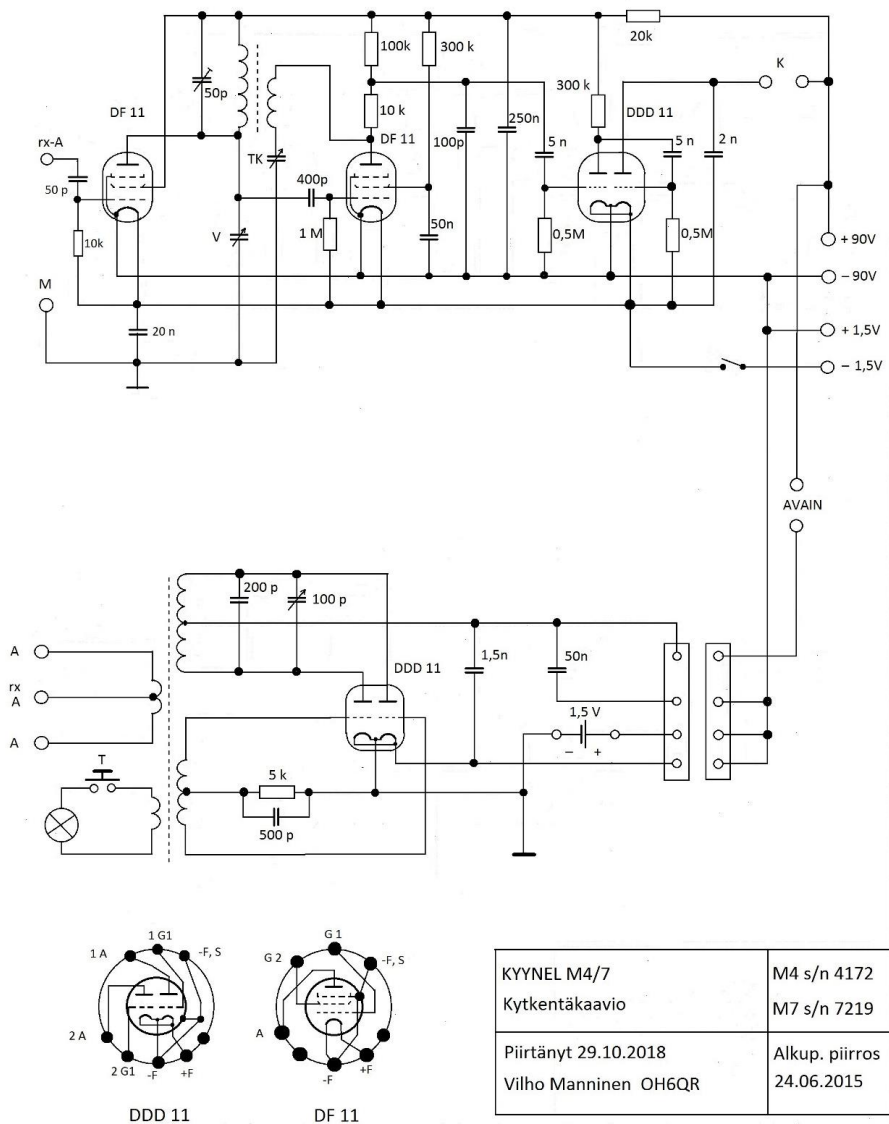 20k
100k
300 k
K
50p
300 k
DDD 11
DF 11
10 k
DF 11
100p
250n
5 n
5 n
2 n
rx-A
TK
50 p
400p
10k
V
1 M
50n
0,5M
0,5M
+ 90V
M
– 90V
20 n
+ 1,5V
– 1,5V
AVAIN
200 p
100 p
A
DDD 11
1,5n
50n
rx
A
1,5 V
A
– +
T
5 k
500 p
1 G1
G 1
1 A
-F, S
G 2
-F, S
2 A
A
2 G1
-F
+F
-F
+F
DDD 11
DF 11
KYYNEL M4/7
Kytkentäkaavio
M4 s/n 4172
M7 s/n 7219
Piirtänyt 29.10.2018
Vilho Manninen OH6QR
Alkup. piirros
24.06.2015